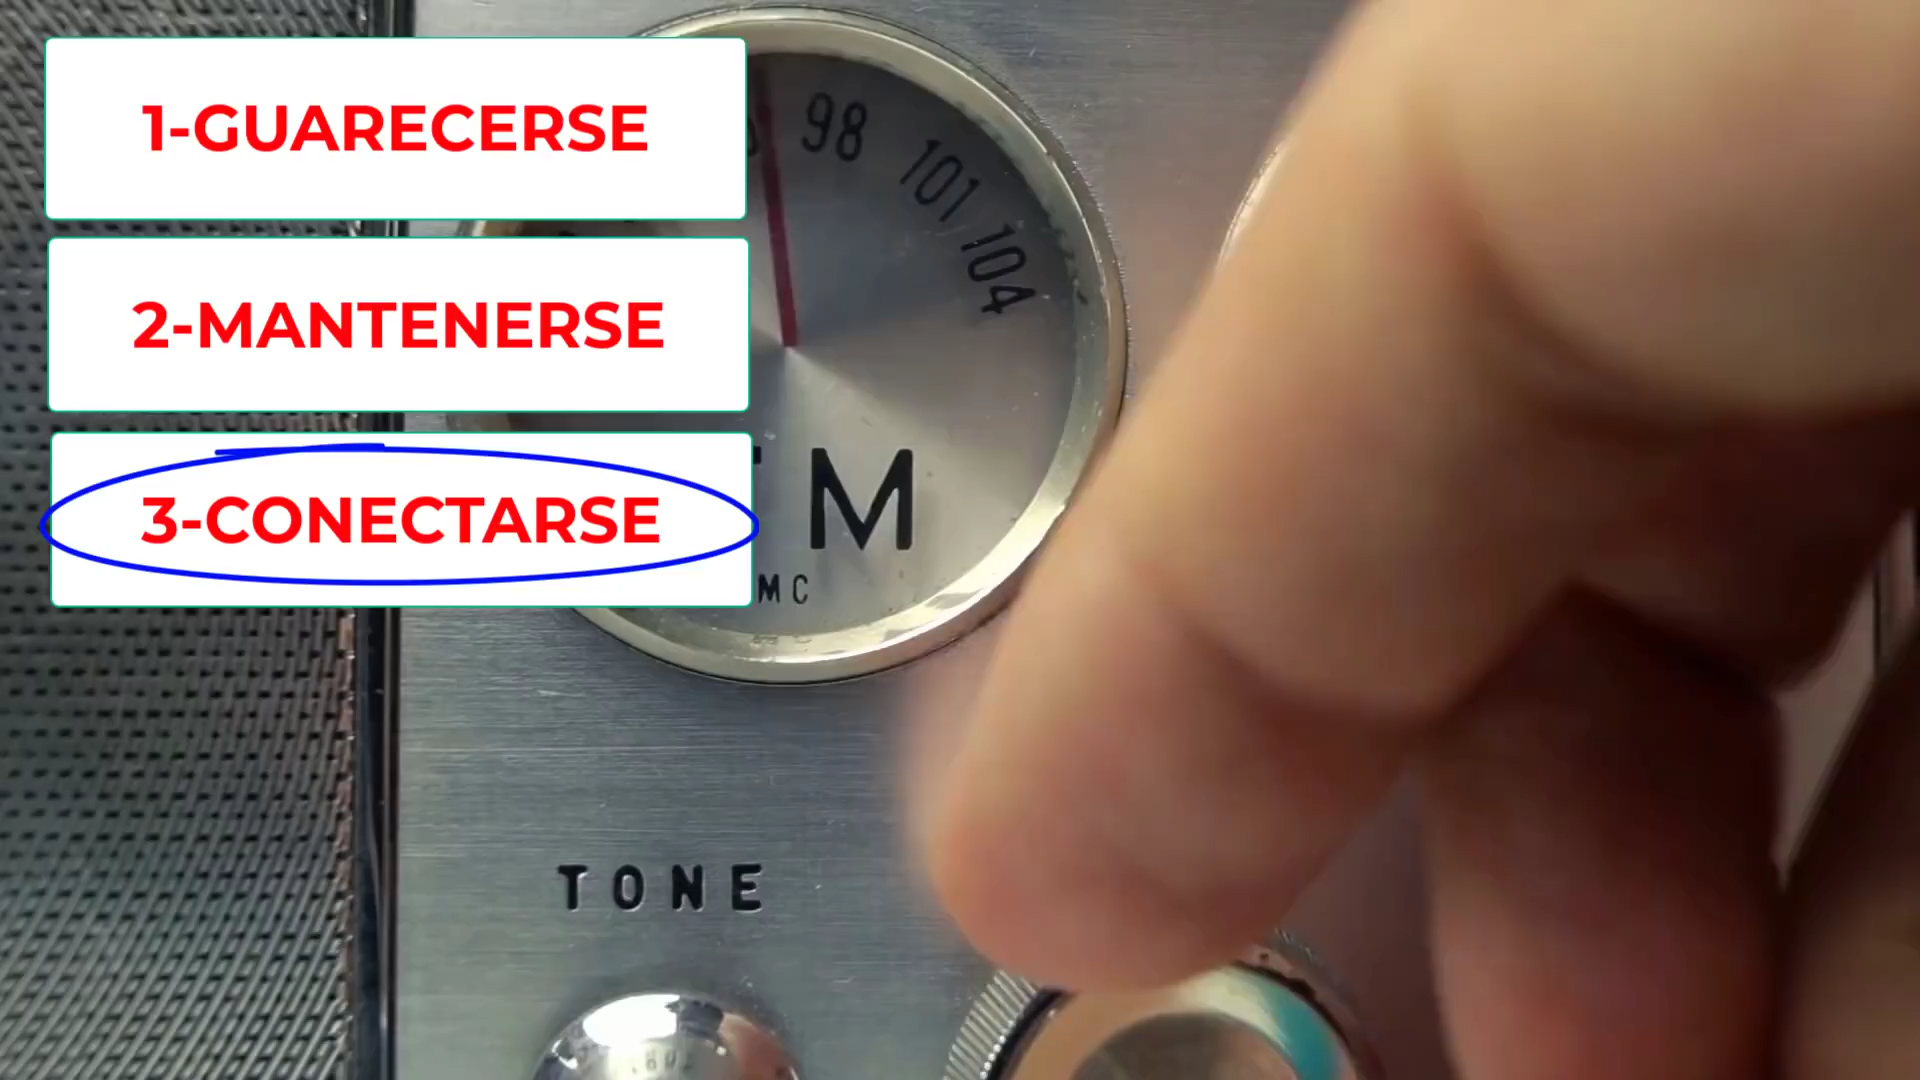 1-GUARECERSE
2-MANTENERSE
3-CONECTARSE
98
101
104
M
MC
TONE